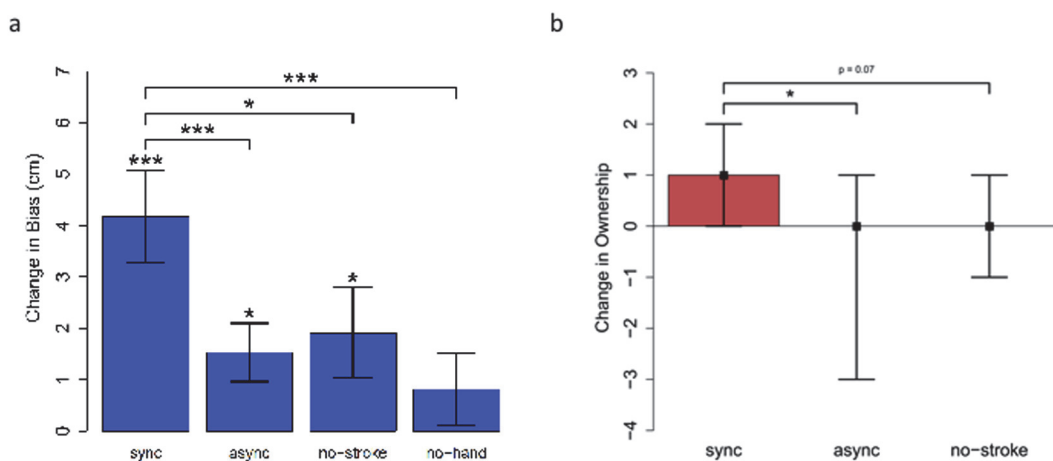 a
b
Change in Bias (cm)
7
6
5
4
3
2
1
0
***
*
***
***
*
*
sync
async
no-stroke
no-hand
Change in Ownership
3
2
1
0
-1
-2
-3
-4
p = 0.07
*
sync
async
no-stroke